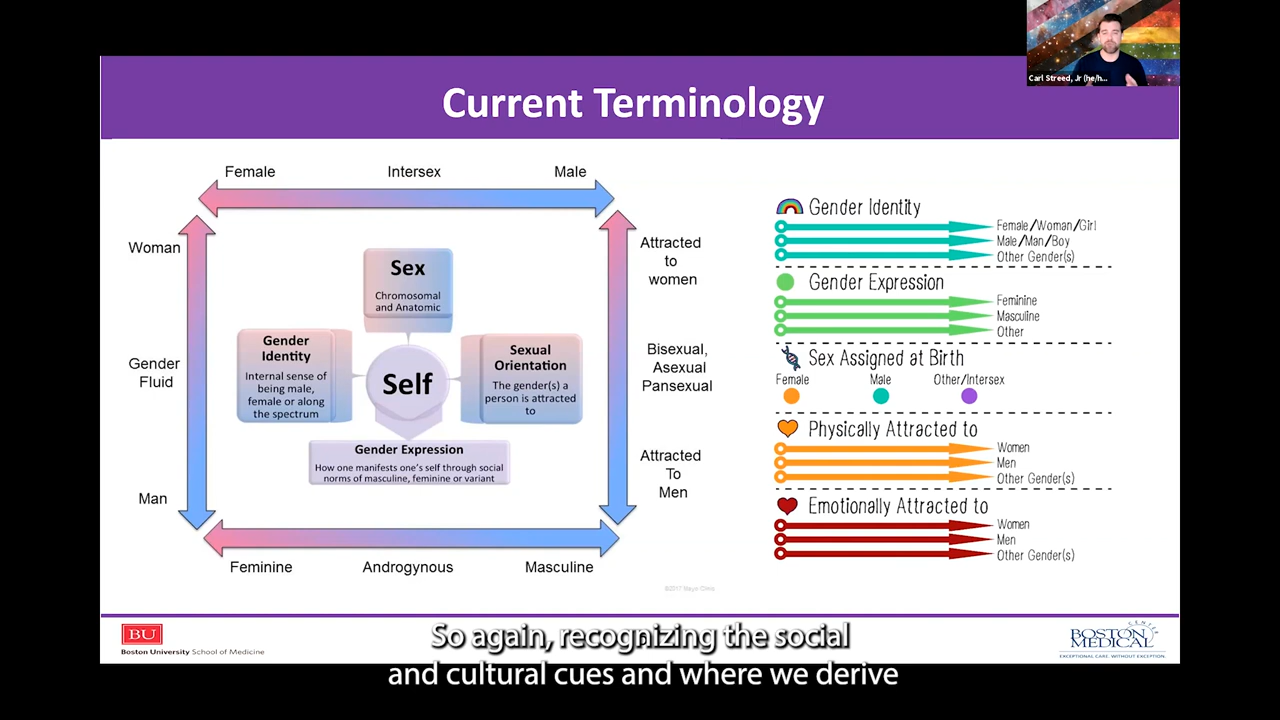 Carl Streed, Jr (he/h...
Current Terminology
Female
Intersex
Male
Woman
Gender
Fluid
Man
Sex
Chromosomal
and Anatomic
Gender
Identity
Internal sense of
being male,
female or along
the spectrum
Self
Sexual
Orientation
The gender(s) a
person is attracted
to
Gender Expression
How one manifests one's self through social
norms of masculine, feminine or variant
Attracted
to
women
Bisexual,
Asexual
Pansexual
Attracted
To
Men
Feminine
Androgynous
Masculine
Gender Identity
Female/Woman/Girl
Male/Man/Boy
Other Gender(s)
Gender Expression
Feminine
Masculine
Other
Sex Assigned at Birth
Female
Male
Other/Intersex
Physically Attracted to
Women
Men
Other Gender(s)
Emotionally Attracted to
Women
Men
Other Gender(s)
©2017 Mayo Clinic
BU
Boston University School of Medicine
BOSTON
MEDICAL
CENTER
EXCEPTIONAL CARE. WITHOUT EXCEPTION.
So again, recognizing the social
and cultural cues and where we derive